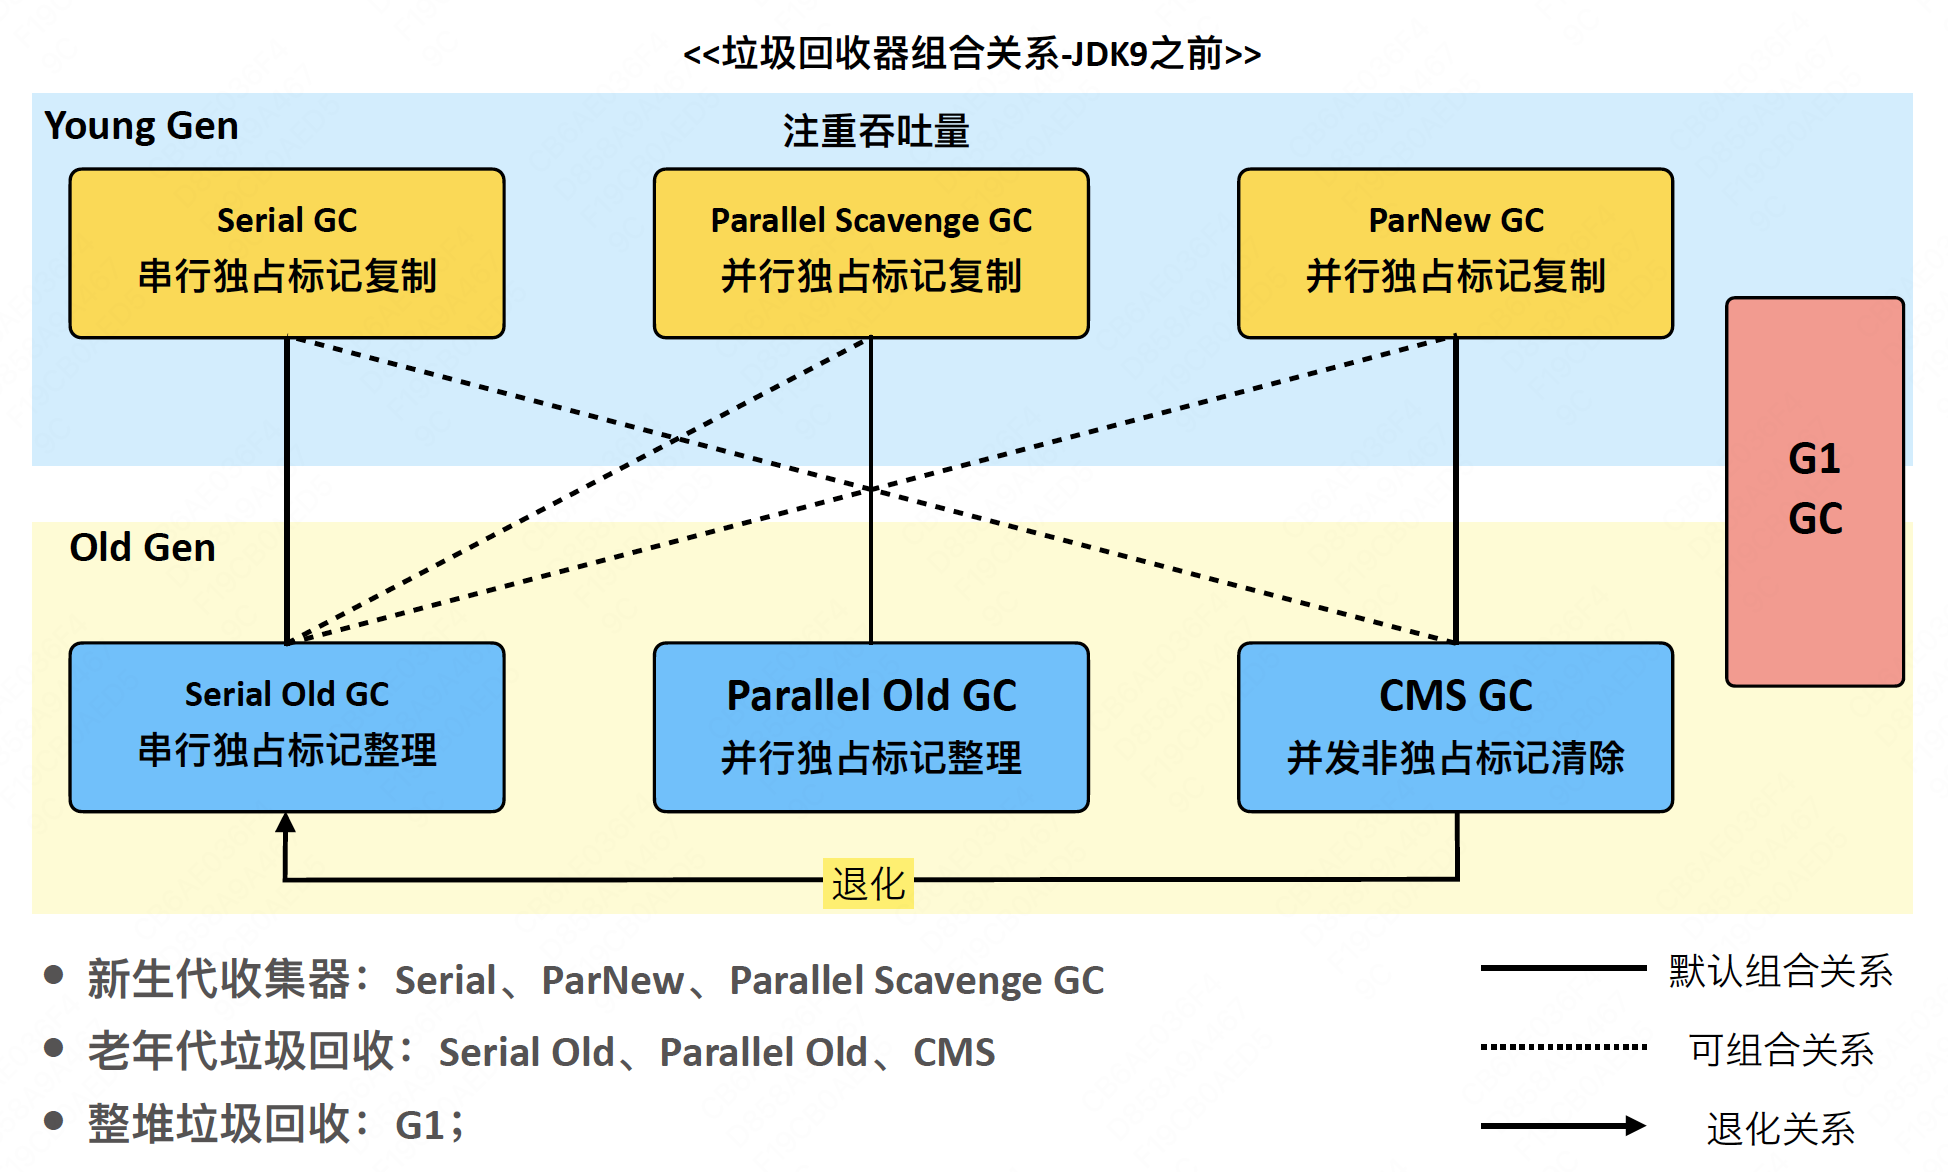 <<垃圾回收器组合关系-JDK9之前>>
Young Gen
注重吞吐量
Serial GC
串行独占标记复制
Parallel Scavenge GC
并行独占标记复制
ParNew GC
并行独占标记复制
G1
GC
Old Gen
Serial Old GC
串行独占标记整理
Parallel Old GC
并行独占标记整理
CMS GC
并发非独占标记清除
退化
● 新生代收集器：Serial、ParNew、Parallel Scavenge GC
● 老年代垃圾回收：Serial Old、Parallel Old、CMS
● 整堆垃圾回收：G1；
默认组合关系
可组合关系
退化关系